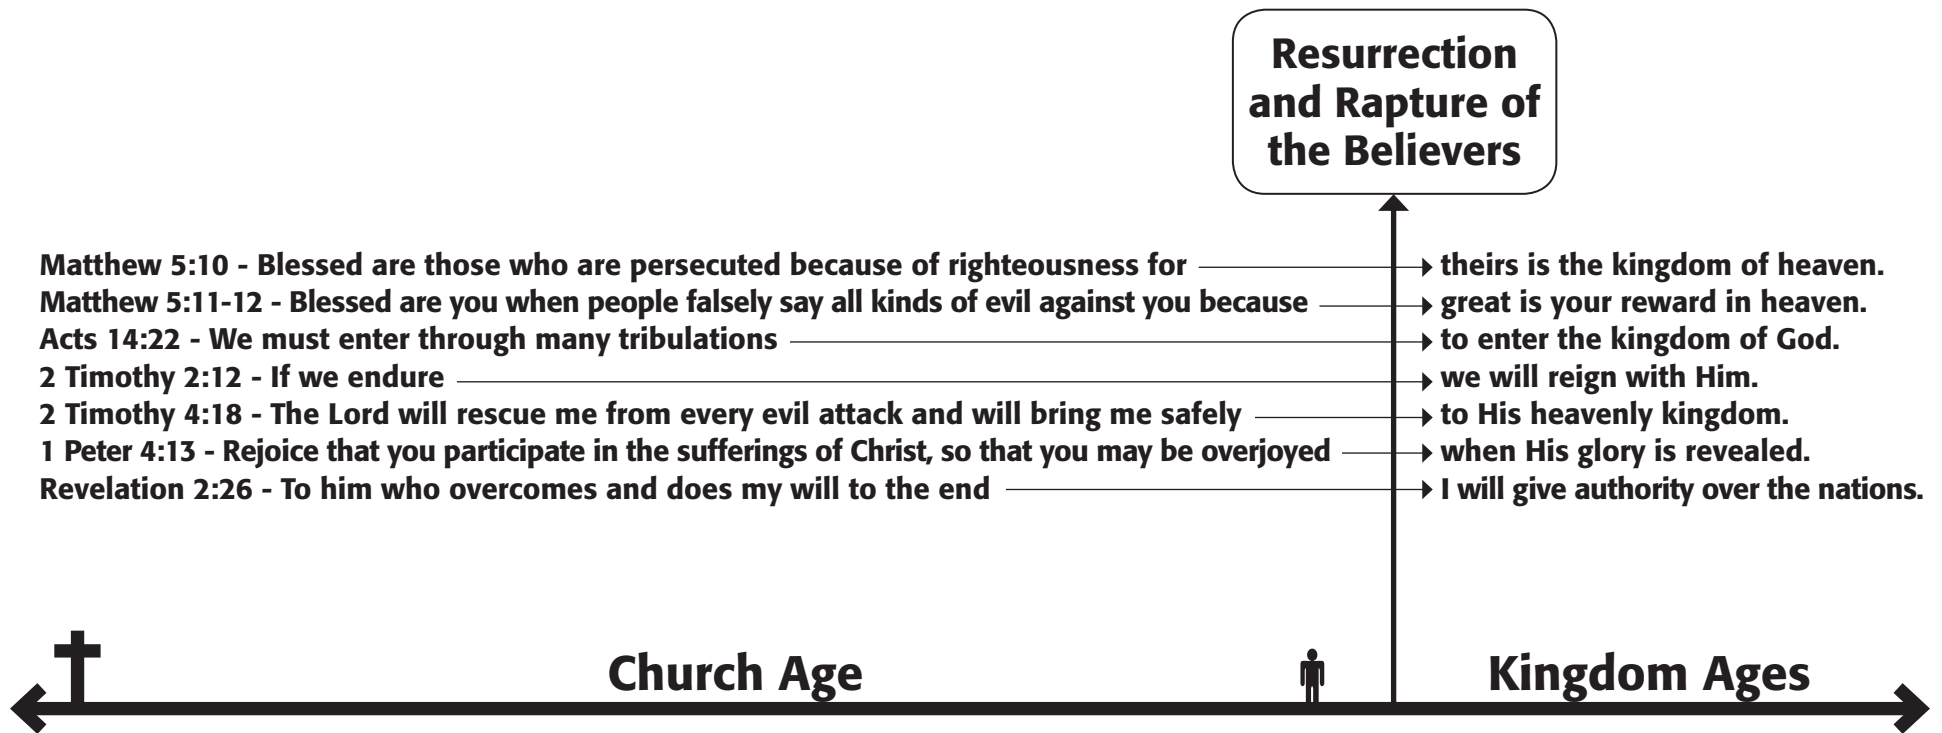 Resurrection
and Rapture of
the Believers
Matthew 5:10 - Blessed are those who are persecuted because of righteousness for theirs is the kingdom of heaven.
Matthew 5:11-12 - Blessed are you when people falsely say all kinds of evil against you because great is your reward in heaven.
Acts 14:22 - We must enter through many tribulations to enter the kingdom of God.
2 Timothy 2:12 - If we endure we will reign with Him.
2 Timothy 4:18 - The Lord will rescue me from every evil attack and will bring me safely to His heavenly kingdom.
1 Peter 4:13 - Rejoice that you participate in the sufferings of Christ, so that you may be overjoyed when His glory is revealed.
Revelation 2:26 - To him who overcomes and does my will to the end I will give authority over the nations.
Church Age Kingdom Ages